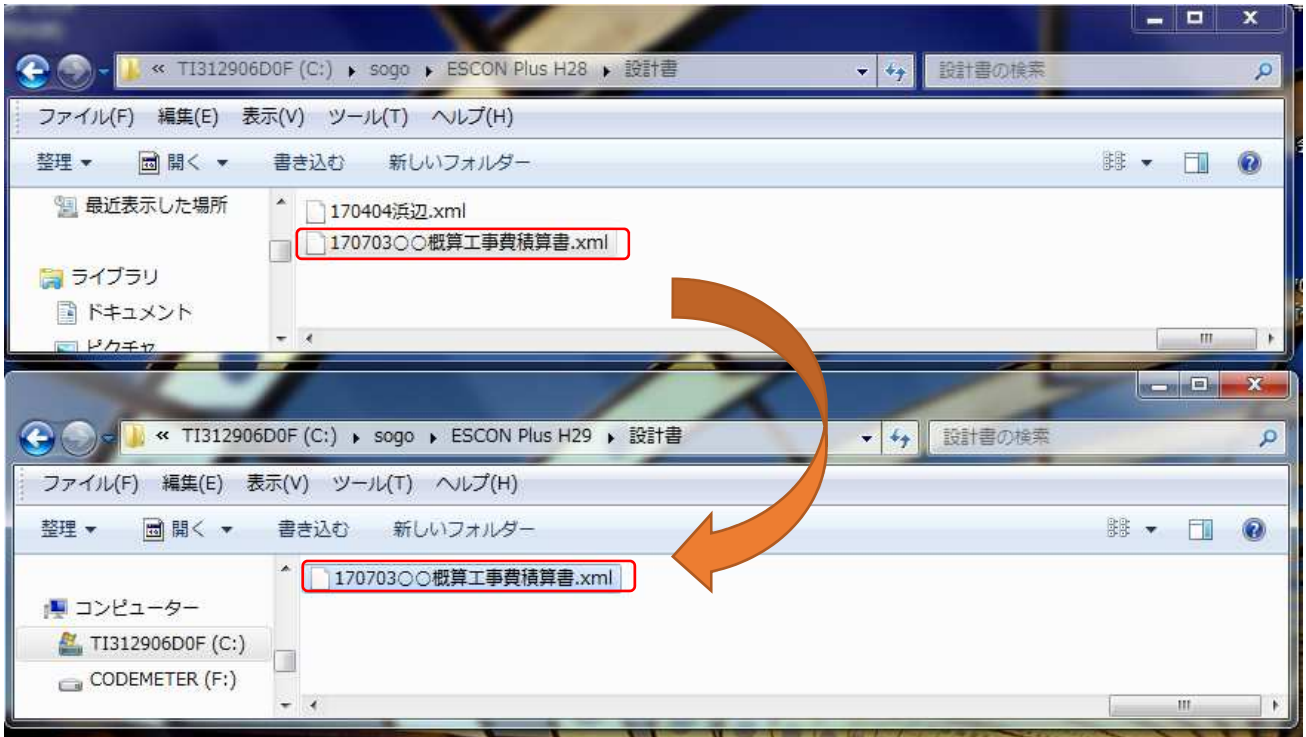 « TI312906D0F (C:) ▸ sogo ▸ ESCON Plus H28 ▸ 設計書
設計書の検索
ファイル(F) 編集(E) 表示(V) ツール(T) ヘルプ(H)
整理 開く 書き込む 新しいフォルダー
最近表示した場所
170404浜辺.xml
170703○○概算工事費積算書.xml
ライブラリ
ドキュメント
ピクチャ
« TI312906D0F (C:) ▸ sogo ▸ ESCON Plus H29 ▸ 設計書
設計書の検索
ファイル(F) 編集(E) 表示(V) ツール(T) ヘルプ(H)
整理 開く 書き込む 新しいフォルダー
170703○○概算工事費積算書.xml
コンピューター
TI312906D0F (C:)
CODEMETER (F:)